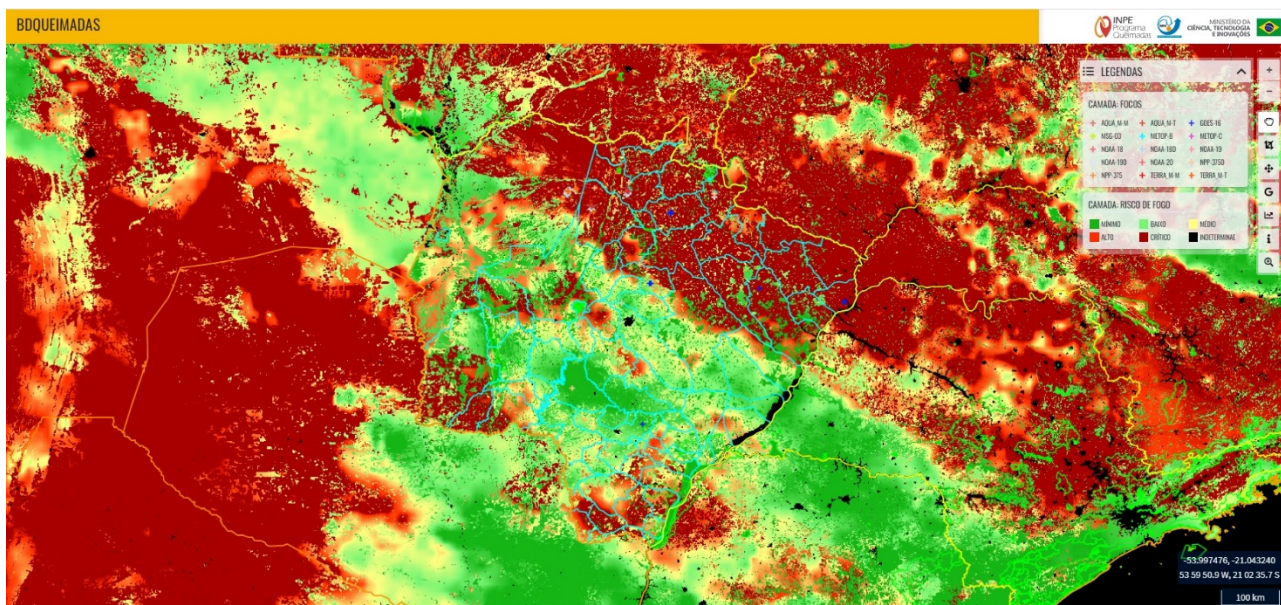 BDQUEIMADAS
INPE
Programa
Queimadas
MINISTÉRIO DA
CIÊNCIA, TECNOLOGIA
E INOVAÇÕES
LEGENDAS
CAMADA: FOCOS
AQUA_M-M AQUA_M-T GOES-16
MSG-03 METOP-B METOP-C
NOAA-18 NOAA-18D NOAA-19
NOAA-19D NOAA-20 NPP-375D
NPP-375 TERRA_M-M TERRA_M-T
CAMADA: RISCO DE FOGO
MÍNIMO BAIXO MÉDIO
ALTO CRÍTICO INDETERMINAE
-53.997476, -21.043240
53 59 50.9 W, 21 02 35.7 S
100 km